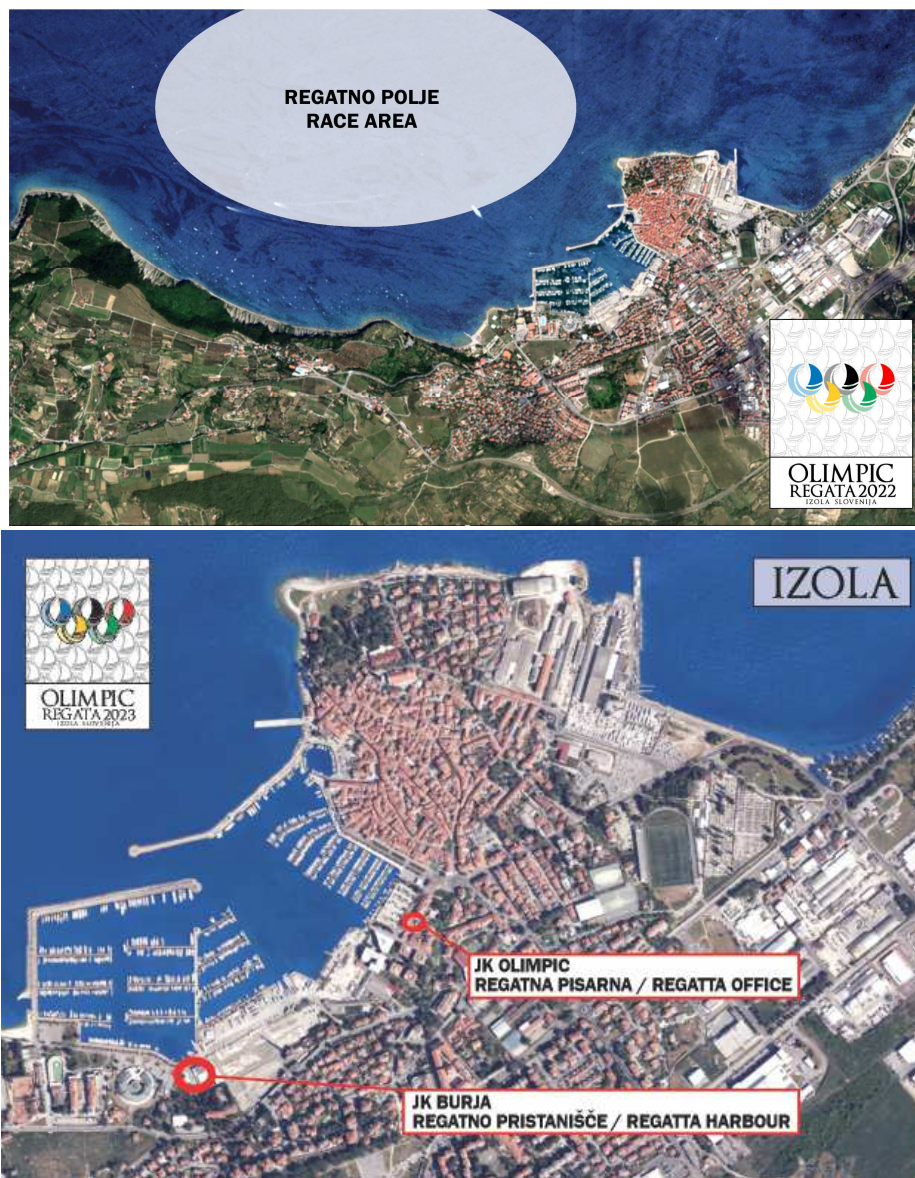 REGATNO POLJE
RACE AREA
OLIMPIC
REGATA 2022
IZOLA SLOVENIJA
OLIMPIC
REGATA 2023
IZOLA SLOVENIJA
IZOLA
JK OLIMPIC
REGATNA PISARNA / REGATTA OFFICE
JK BURJA
REGATNO PRISTANIŠČE / REGATTA HARBOUR